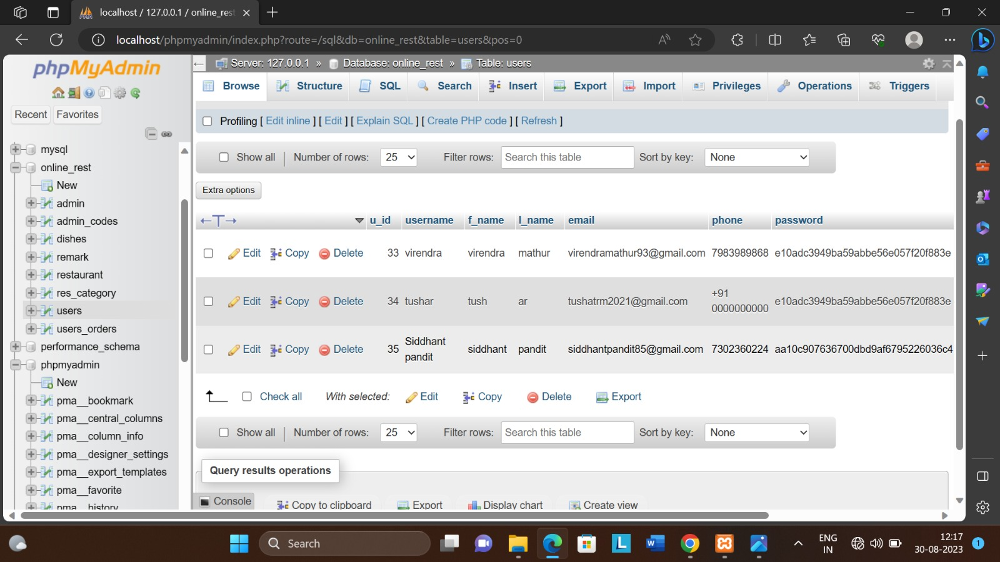 localhost / 127.0.0.1 / online_rest
localhost/phpmyadmin/index.php?route=/sql&db=online_rest&table=users&pos=0
phpMyAdmin
Recent Favorites
mysql
online_rest
New
admin
admin_codes
dishes
remark
restaurant
res_category
users
users_orders
performance_schema
phpmyadmin
New
pma__bookmark
pma__central_columns
pma__column_info
pma__designer_settings
pma__export_templates
pma__favorite
pma__history
Server: 127.0.0.1 » Database: online_rest » Table: users
Browse Structure SQL Search Insert Export Import Privileges Operations Triggers
Profiling [ Edit inline ] [ Edit ] [ Explain SQL ] [ Create PHP code ] [ Refresh ]
Show all Number of rows: 25 Filter rows: Search this table Sort by key: None
Extra options
u_id username f_name l_name email phone password
Edit Copy Delete 33 virendra virendra mathur virendramathur93@gmail.com 7983989868 e10adc3949ba59abbe56e057f20f883e
Edit Copy Delete 34 tushar tush ar tushatrm2021@gmail.com +91 0000000000 e10adc3949ba59abbe56e057f20f883e
Edit Copy Delete 35 Siddhant pandit siddhant pandit siddhantpandit85@gmail.com 7302360224 aa10c907636700dbd9af6795226036c4
Check all With selected: Edit Copy Delete Export
Show all Number of rows: 25 Filter rows: Search this table Sort by key: None
Query results operations
Console
Copy to clipboard Export Display chart Create view
Search
ENG
IN
12:17
30-08-2023
1